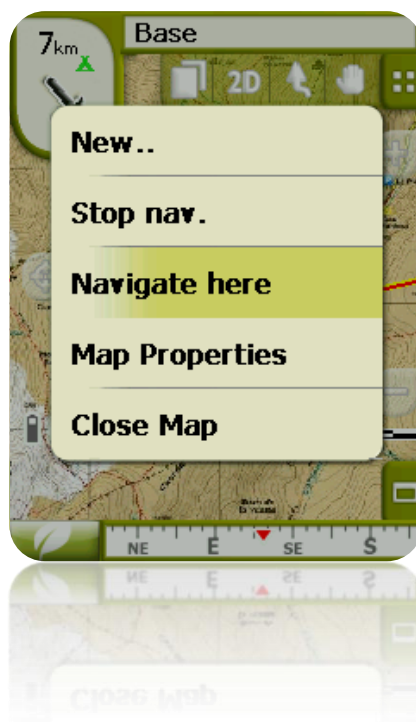 7km
Base
2D
New..
Stop nav.
Navigate here
Map Properties
Close Map
NE E SE S